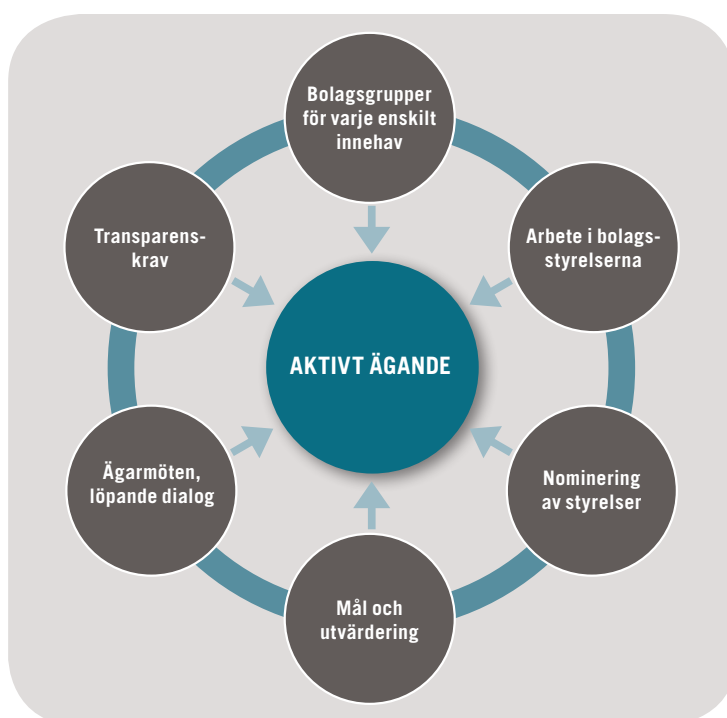 Bolagsgrupper
för varje enskilt
innehav
Arbete i bolags-
styrelserna
Nominering
av styrelser
Mål och
utvärdering
Ägarmöten,
löpande dialog
Transparens-
krav
AKTIVT ÄGANDE